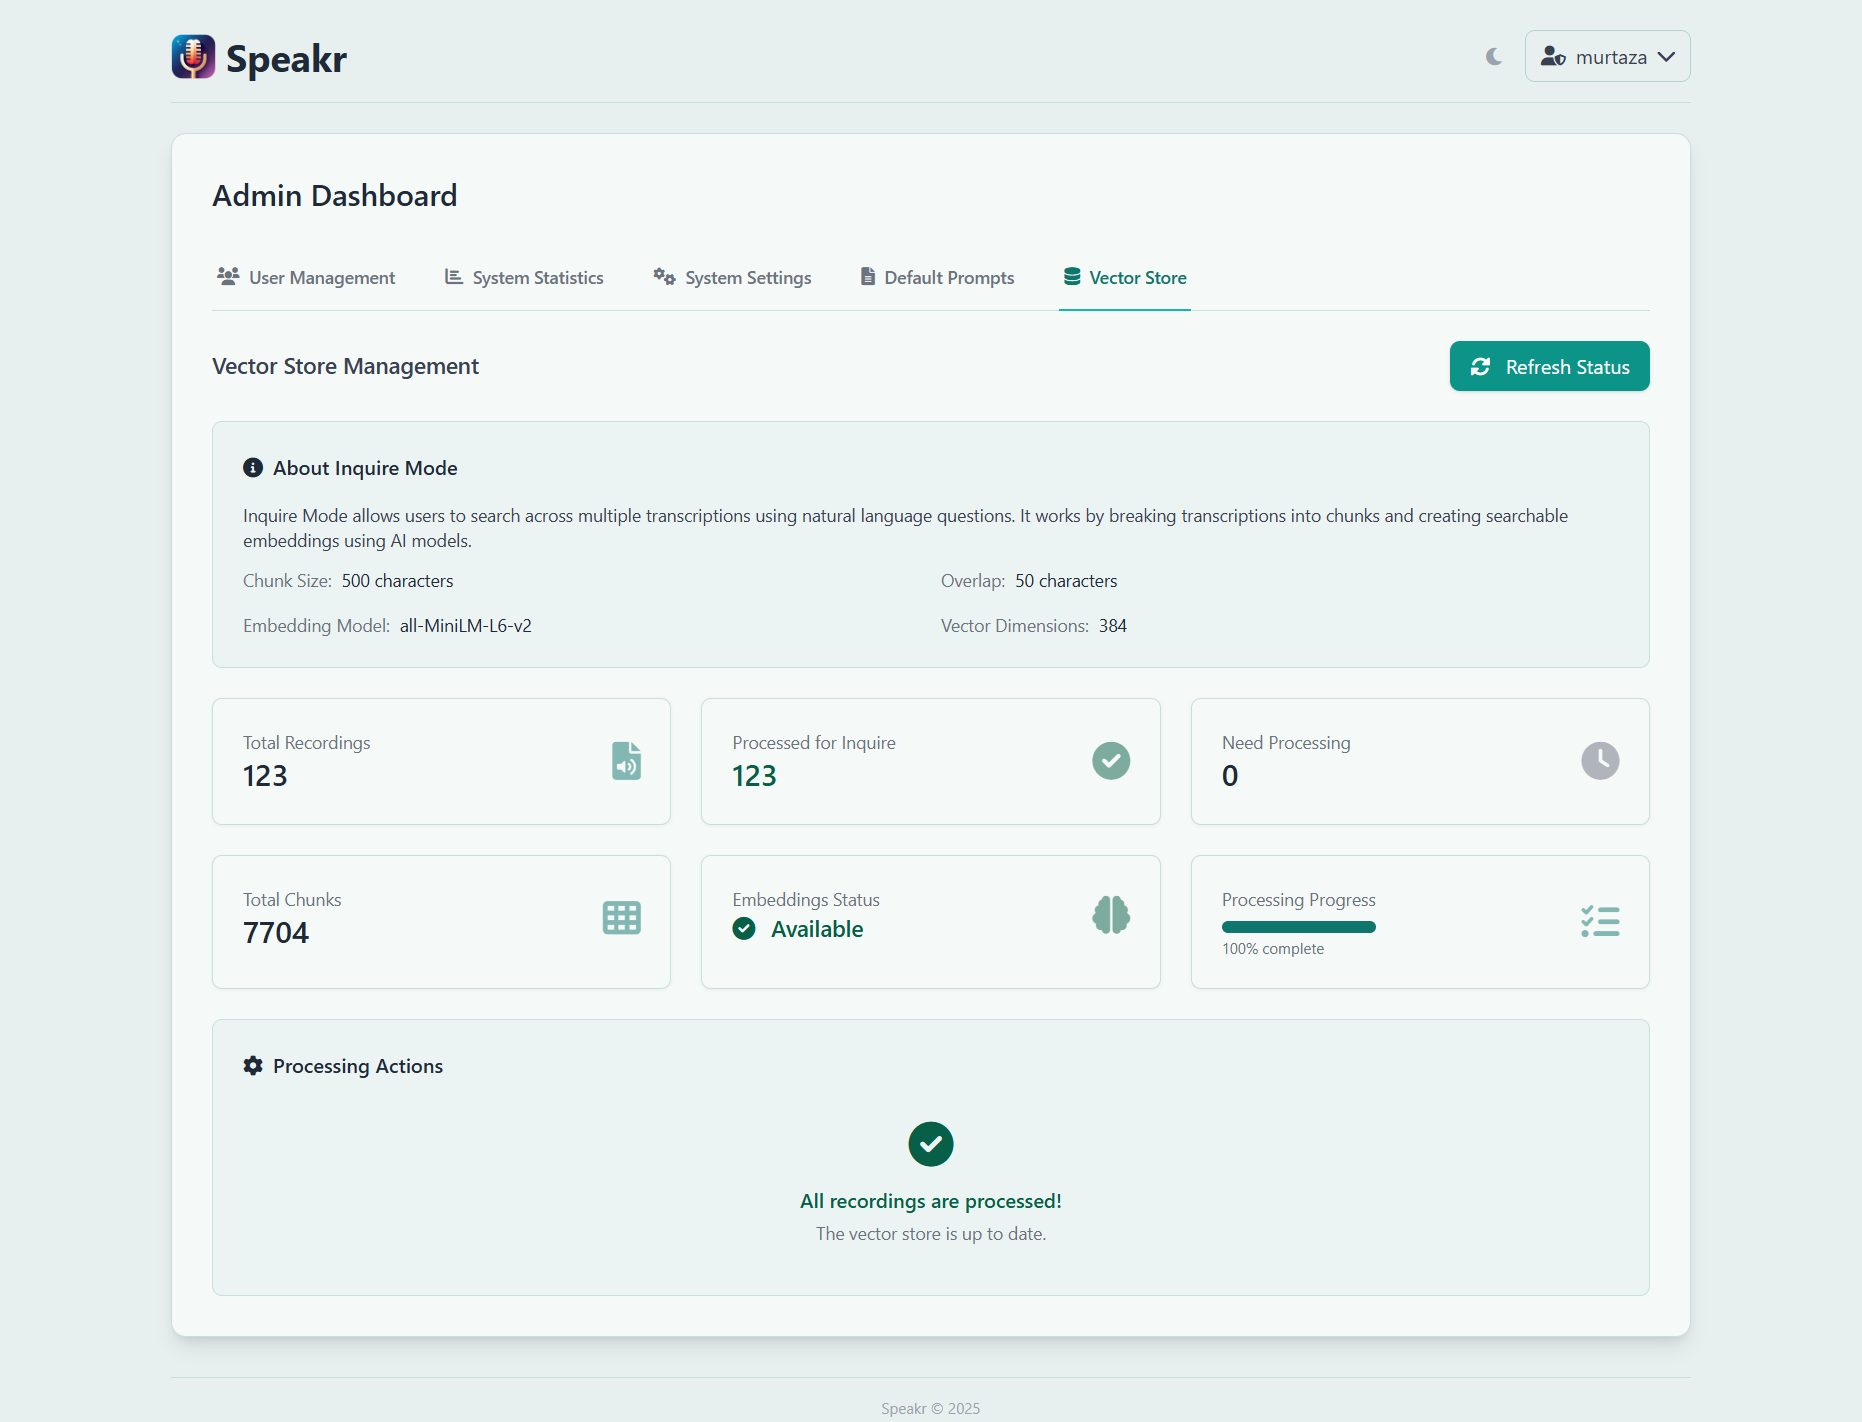 Speakr
murtaza
Admin Dashboard
User Management
System Statistics
System Settings
Default Prompts
Vector Store
Vector Store Management
Refresh Status
About Inquire Mode
Inquire Mode allows users to search across multiple transcriptions using natural language questions. It works by breaking transcriptions into chunks and creating searchable
embeddings using AI models.
Chunk Size: 500 characters
Overlap: 50 characters
Embedding Model: all-MiniLM-L6-v2
Vector Dimensions: 384
Total Recordings
123
Processed for Inquire
123
Need Processing
0
Total Chunks
7704
Embeddings Status
Available
Processing Progress
100% complete
Processing Actions
All recordings are processed!
The vector store is up to date.
Speakr © 2025